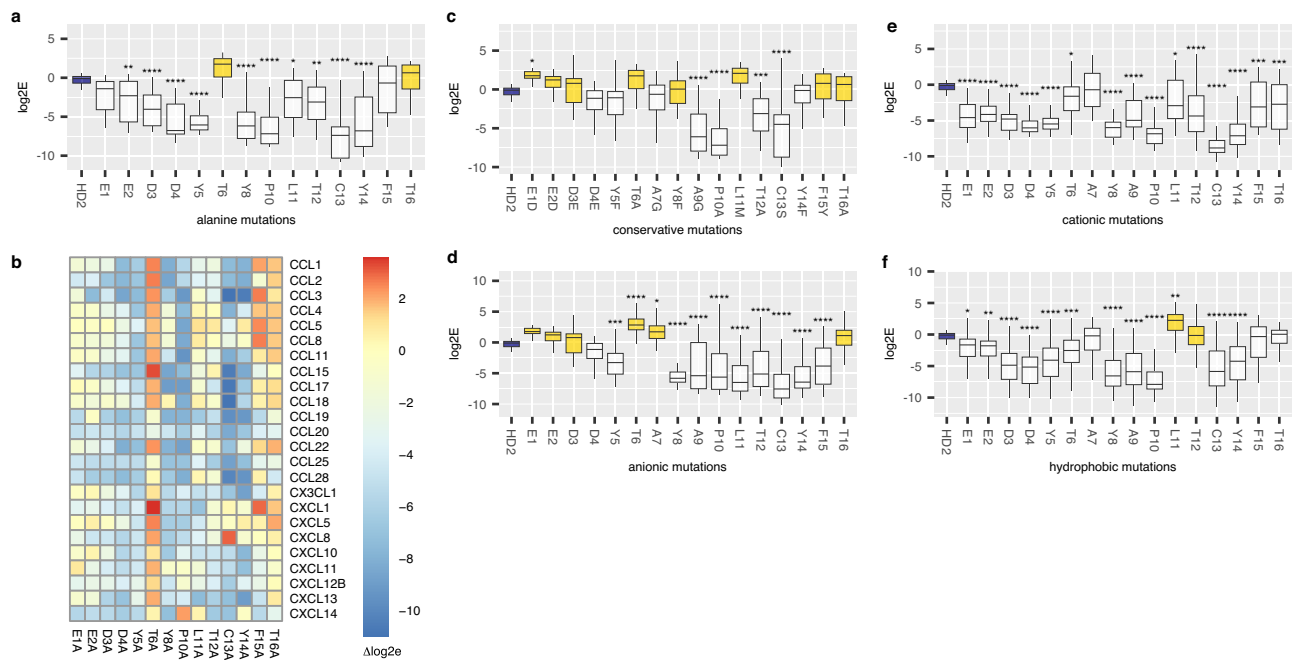 a
5
0
−5
−10
log2E
* ** **** **** **** **** **** * ** **** ****
HD2 E1 E2 D3 D4 Y5 T6 Y8 P10 L11 T12 C13 Y14 F15 T16
alanine mutations
b
CCL1
CCL2
CCL3
CCL4
CCL5
CCL8
CCL11
CCL15
CCL17
CCL18
CCL19
CCL20
CCL22
CCL25
CCL28
CX3CL1
CXCL1
CXCL5
CXCL8
CXCL10
CXCL11
CXCL12B
CXCL13
CXCL14
E1A E2A D3A D4A Y5A T6A Y8A P10A L11A T12A C13A Y14A F15A T16A
2
0
−2
−4
−6
−8
−10
Δlog2e
c
5
0
−5
−10
log2E
* **** **** *** ****
HD2 E1D E2D D3E D4E Y5F T6A A7G Y8F A9G P10A L11M T12A C13S Y14F F15Y T16A
conservative mutations
d
10
5
0
−5
−10
log2E
*** **** * **** **** **** **** **** **** **** ****
HD2 E1 E2 D3 D4 Y5 T6 A7 Y8 A9 P10 L11 T12 C13 Y14 F15 T16
anionic mutations
e
5
0
−5
−10
log2E
**** **** **** **** **** * **** **** **** * **** **** **** *** ***
HD2 E1 E2 D3 D4 Y5 T6 A7 Y8 A9 P10 L11 T12 C13 Y14 F15 T16
cationic mutations
f
10
5
0
−5
−10
log2E
* ** **** **** *** *** **** **** **** ** ********
HD2 E1 E2 D3 D4 Y5 T6 A7 Y8 A9 P10 L11 T12 C13 Y14 F15 T16
hydrophobic mutations